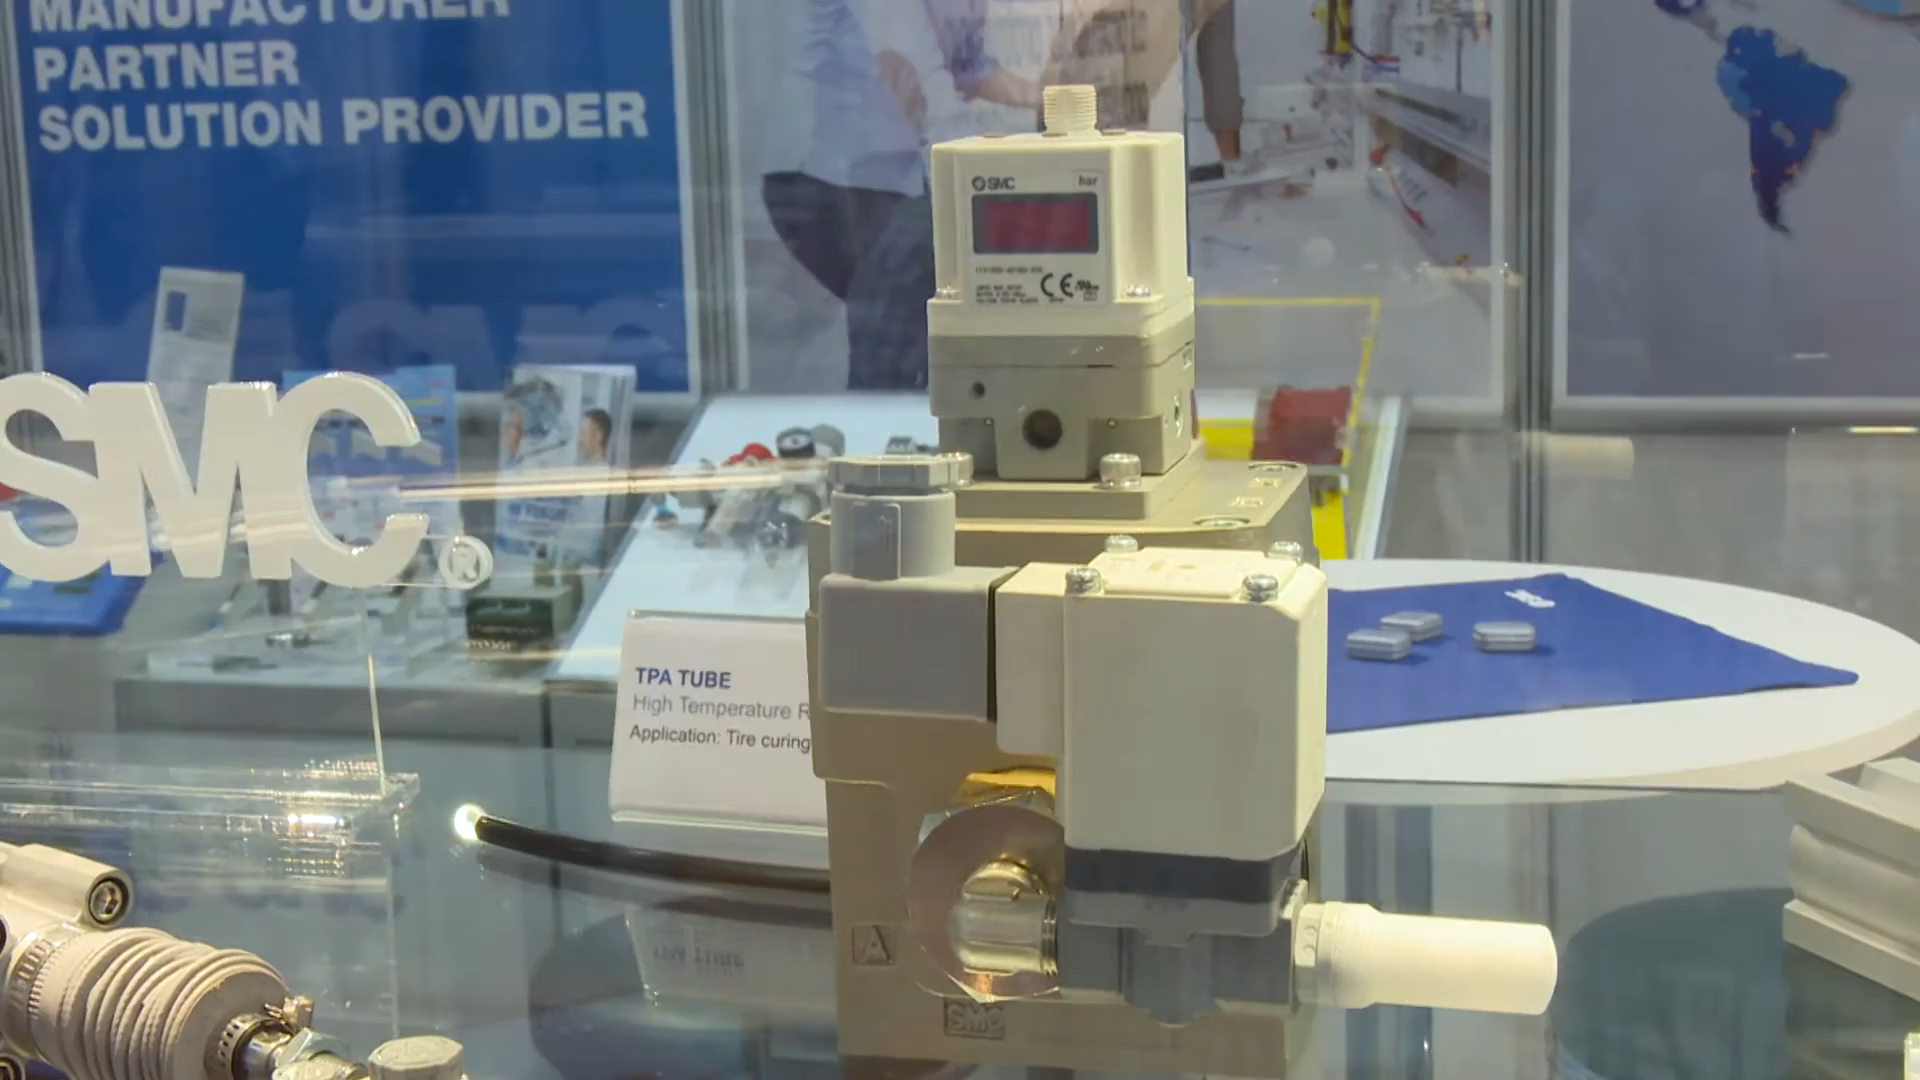 MANUFACTURER
PARTNER
SOLUTION PROVIDER
SMC
bar
CE
SMC
®
TPA TUBE
High Temperature R
Application: Tire curing
A
SMC